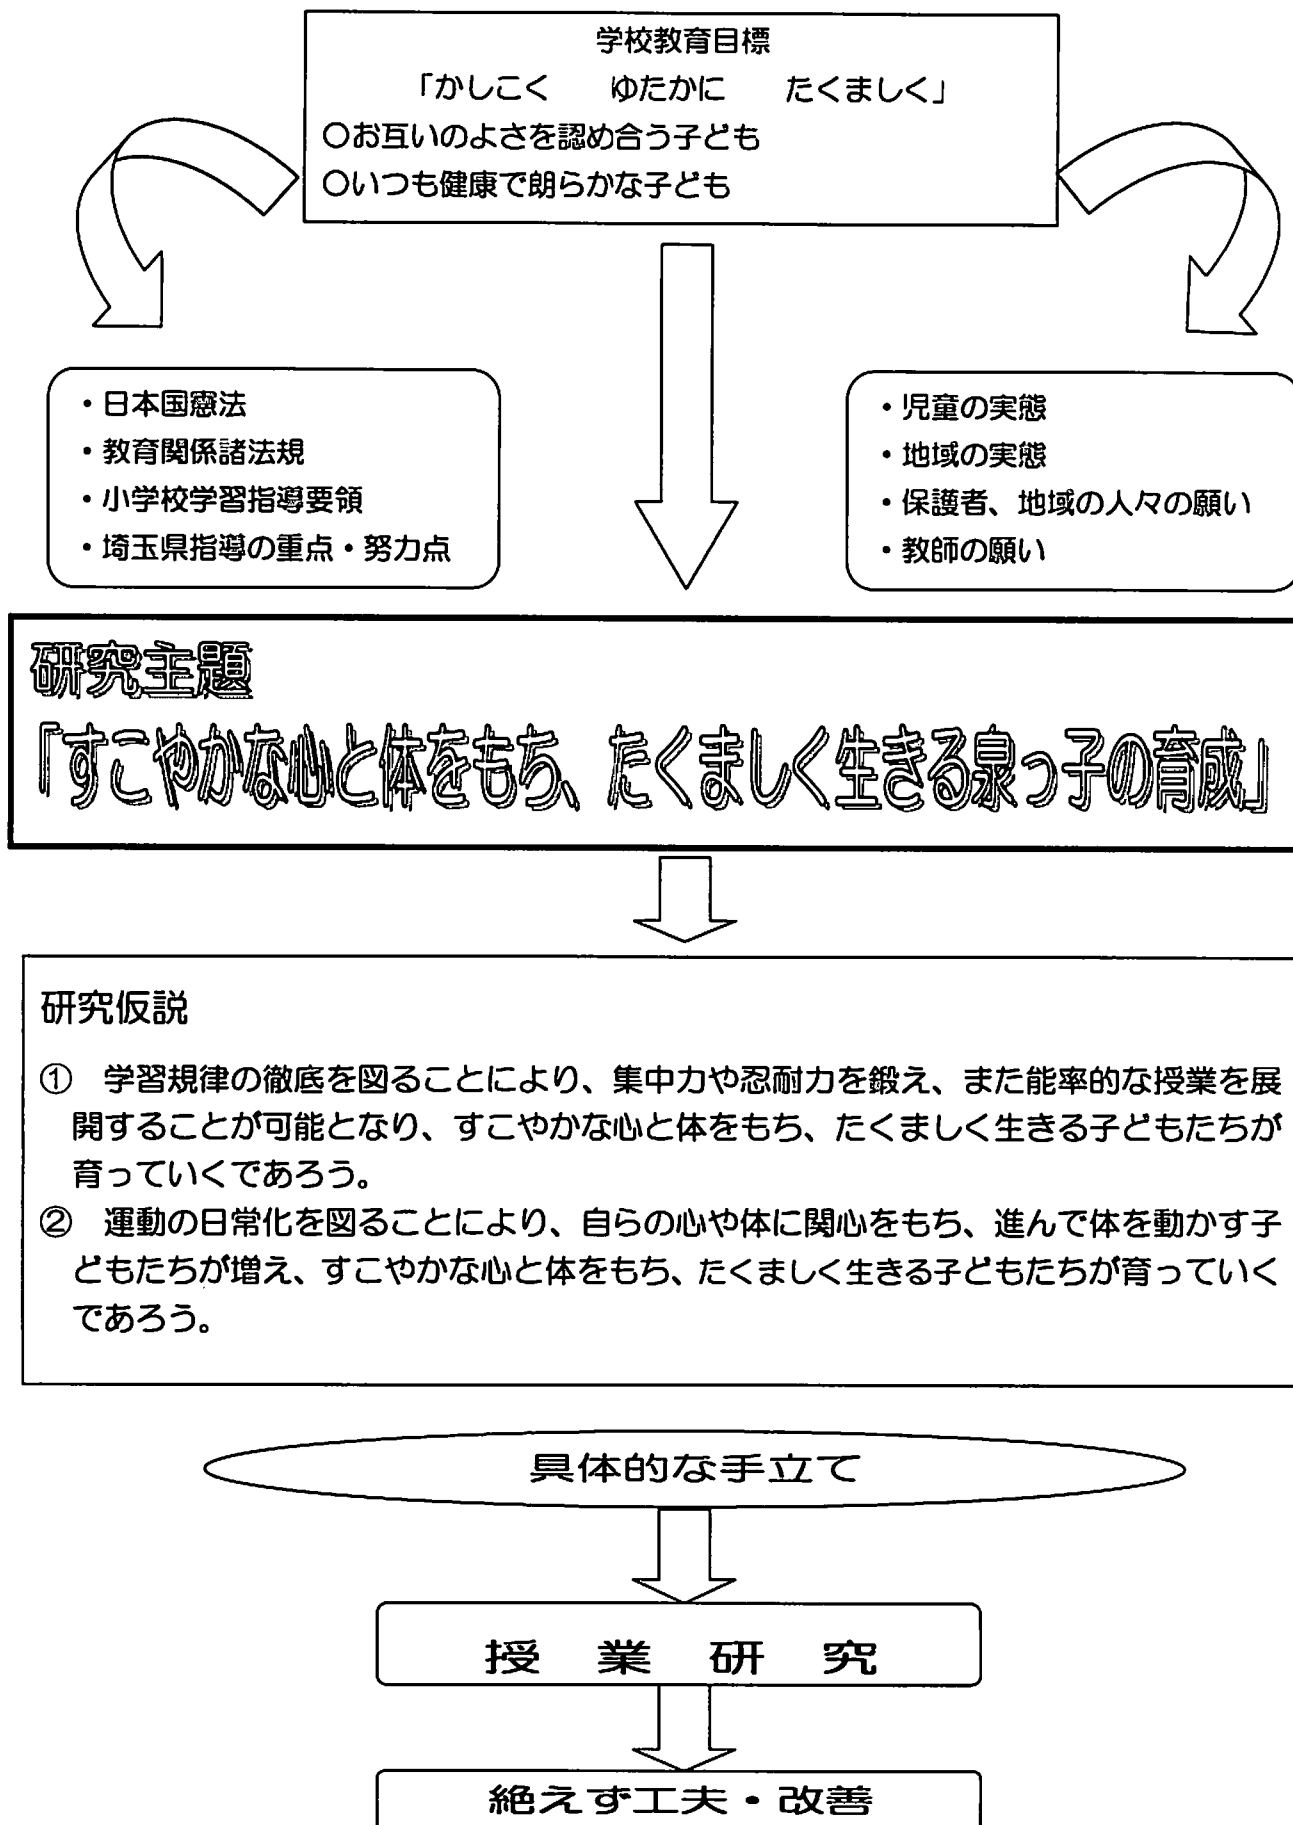 学校教育目標
「かしこく　　ゆたかに　　たくましく」
○お互いのよさを認め合う子ども
○いつも健康で朗らかな子ども
・日本国憲法
・教育関係諸法規
・小学校学習指導要領
・埼玉県指導の重点・努力点
・児童の実態
・地域の実態
・保護者、地域の人々の願い
・教師の願い
研究主題
「すこやかな心と体をもち、たくましく生きる泉っ子の育成」
研究仮説
①　学習規律の徹底を図ることにより、集中力や忍耐力を鍛え、また能率的な授業を展
開することが可能となり、すこやかな心と体をもち、たくましく生きる子どもたちが
育っていくであろう。
②　運動の日常化を図ることにより、自らの心や体に関心をもち、進んで体を動かす子
どもたちが増え、すこやかな心と体をもち、たくましく生きる子どもたちが育っていく
であろう。
具体的な手立て
授　業　研　究
絶えず工夫・改善